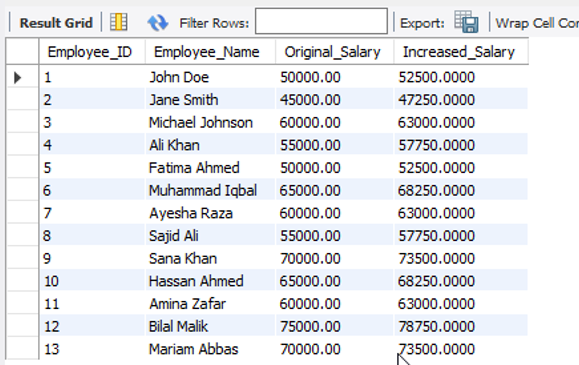 Result Grid Filter Rows: Export: Wrap Cell Con
Employee_ID Employee_Name Original_Salary Increased_Salary
1 John Doe 50000.00 52500.0000
2 Jane Smith 45000.00 47250.0000
3 Michael Johnson 60000.00 63000.0000
4 Ali Khan 55000.00 57750.0000
5 Fatima Ahmed 50000.00 52500.0000
6 Muhammad Iqbal 65000.00 68250.0000
7 Ayesha Raza 60000.00 63000.0000
8 Sajid Ali 55000.00 57750.0000
9 Sana Khan 70000.00 73500.0000
10 Hassan Ahmed 65000.00 68250.0000
11 Amina Zafar 60000.00 63000.0000
12 Bilal Malik 75000.00 78750.0000
13 Mariam Abbas 70000.00 73500.0000